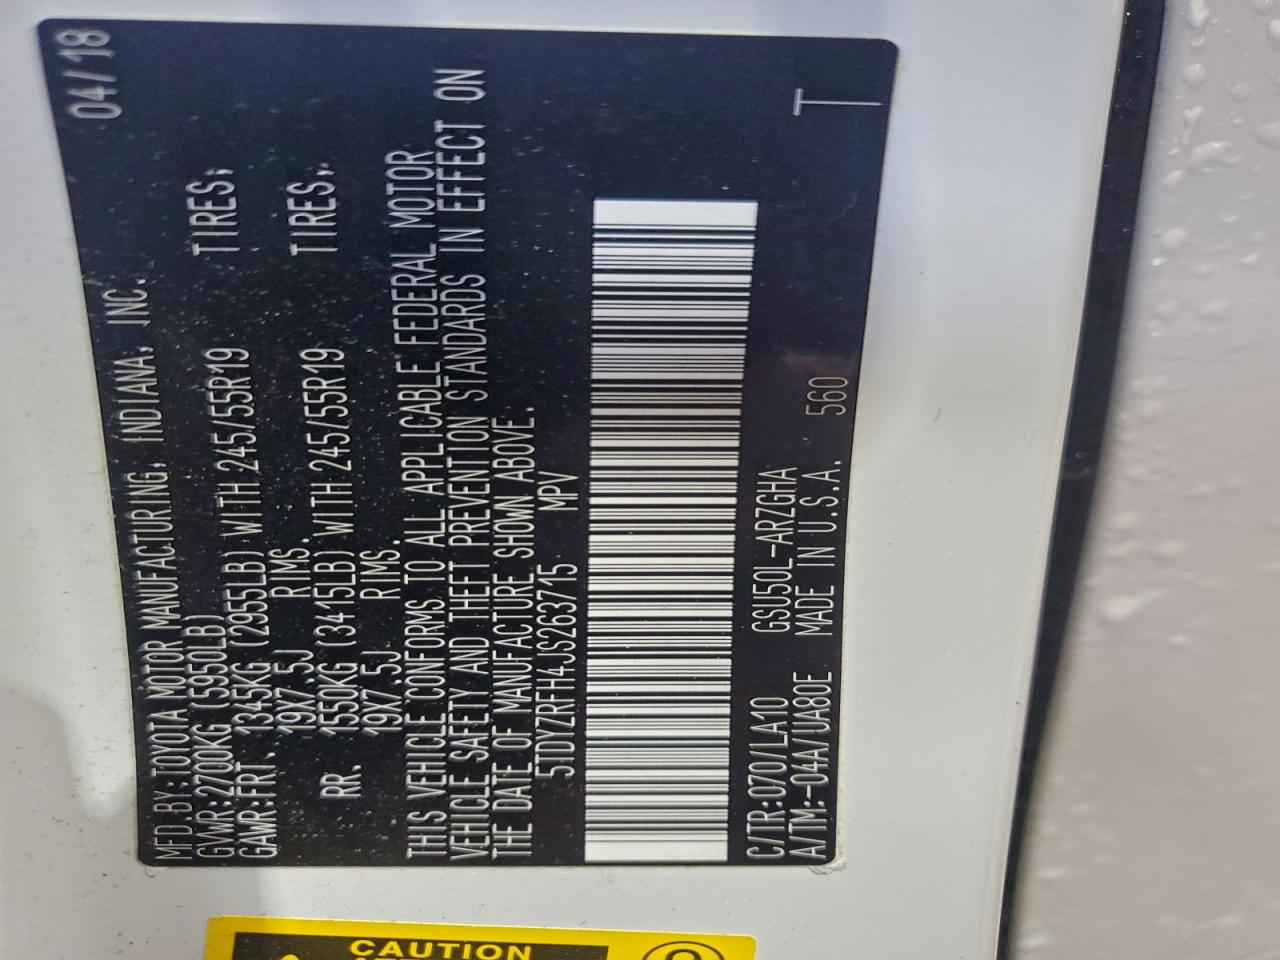 04/18
MFD.BY:TOYOTA MOTOR MANUFACTURING, INDIANA, INC.
GVWR:2700KG (5950LB)
GAWR:FRT. 1345KG (2955LB) WITH 245/55R19 TIRES,
19X7.5J RIMS.
RR. 1550KG (3415LB) WITH 245/55R19 TIRES,
19X7.5J RIMS.
THIS VEHICLE CONFORMS TO ALL APPLICABLE FEDERAL MOTOR
VEHICLE SAFETY AND THEFT PREVENTION STANDARDS IN EFFECT ON
THE DATE OF MANUFACTURE SHOWN ABOVE.
5TDYZRFH4JS263715 MPV
C/TR:070/LA10 GSU50L-ARZGHA
A/TM:-04A/UA80E MADE IN U.S.A. 560
T
CAUTION